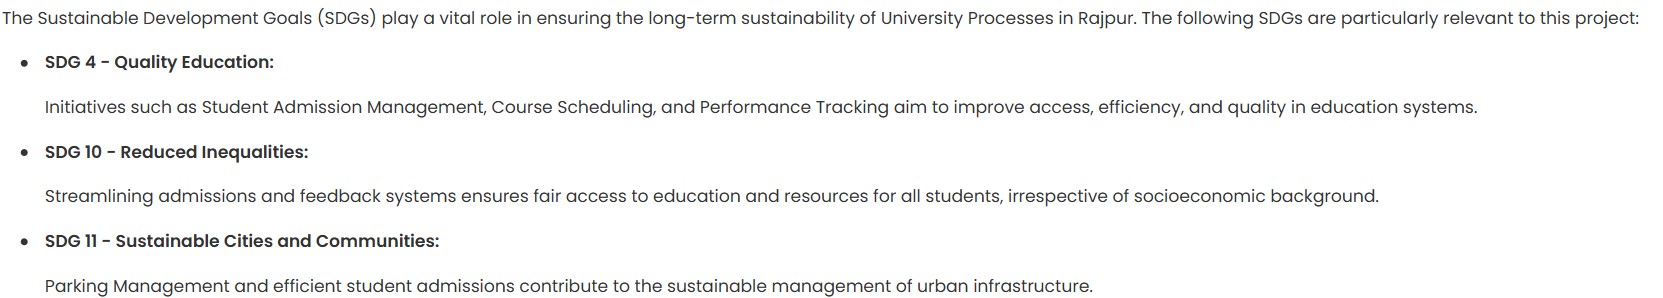 The Sustainable Development Goals (SDGs) play a vital role in ensuring the long-term sustainability of University Processes in Rajpur. The following SDGs are particularly relevant to this project:
• SDG 4 - Quality Education:
Initiatives such as Student Admission Management, Course Scheduling, and Performance Tracking aim to improve access, efficiency, and quality in education systems.
• SDG 10 - Reduced Inequalities:
Streamlining admissions and feedback systems ensures fair access to education and resources for all students, irrespective of socioeconomic background.
• SDG 11 - Sustainable Cities and Communities:
Parking Management and efficient student admissions contribute to the sustainable management of urban infrastructure.